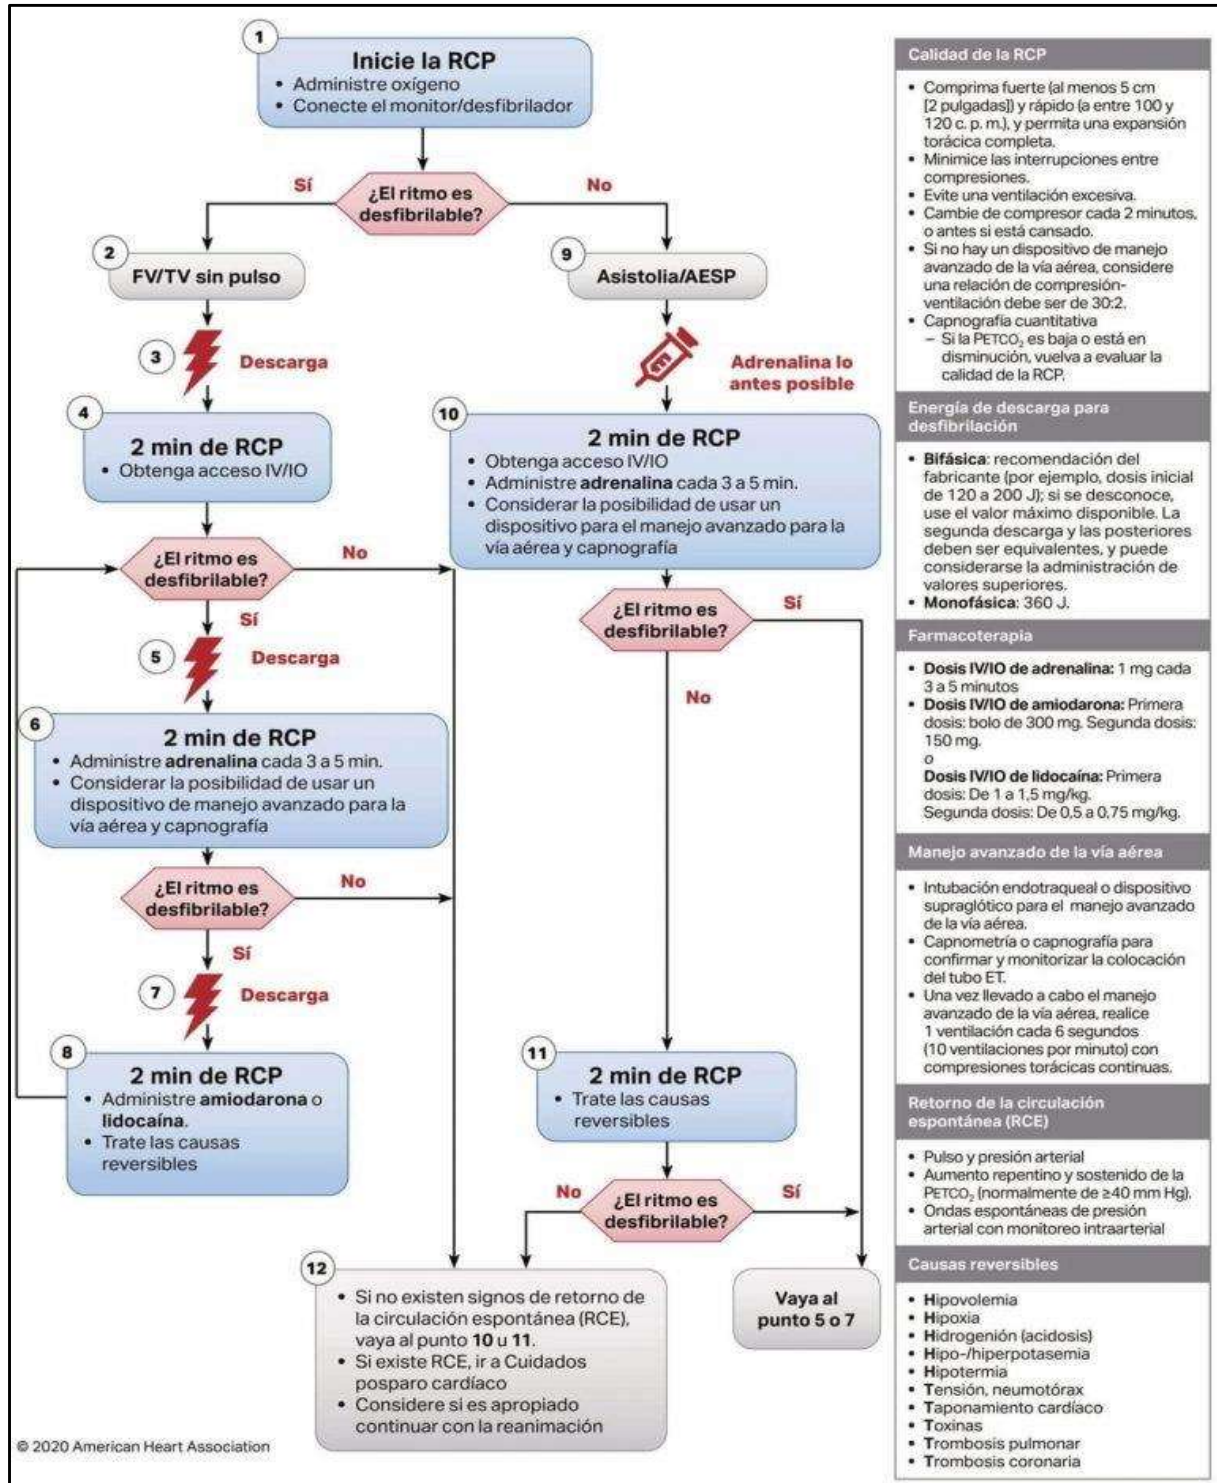 1
Inicie la RCP
• Administre oxígeno
• Conecte el monitor/desfibrilador
Sí
¿El ritmo es
desfibrilable?
No
2
FV/TV sin pulso
3
Descarga
4
2 min de RCP
• Obtenga acceso IV/IO
¿El ritmo es
desfibrilable?
No
Sí
5
Descarga
6
2 min de RCP
• Administre adrenalina cada 3 a 5 min.
• Considerar la posibilidad de usar un
dispositivo de manejo avanzado para la
vía aérea y capnografía
¿El ritmo es
desfibrilable?
No
Sí
7
Descarga
8
2 min de RCP
• Administre amiodarona o
lidocaína.
• Trate las causas
reversibles
9
Asistolia/AESP
Adrenalina lo
antes posible
10
2 min de RCP
• Obtenga acceso IV/IO
• Administre adrenalina cada 3 a 5 min.
• Considerar la posibilidad de usar un
dispositivo para el manejo avanzado para la
vía aérea y capnografía
¿El ritmo es
desfibrilable?
Sí
No
11
2 min de RCP
• Trate las causas
reversibles
No
¿El ritmo es
desfibrilable?
Sí
12
• Si no existen signos de retorno de
la circulación espontánea (RCE),
vaya al punto 10 u 11.
• Si existe RCE, ir a Cuidados
posparo cardíaco
• Considere si es apropiado
continuar con la reanimación
Vaya al
punto 5 o 7
© 2020 American Heart Association
Calidad de la RCP
• Comprima fuerte (al menos 5 cm
[2 pulgadas]) y rápido (a entre 100 y
120 c. p. m.), y permita una expansión
torácica completa.
• Minimice las interrupciones entre
compresiones.
• Evite una ventilación excesiva.
• Cambie de compresor cada 2 minutos,
o antes si está cansado.
• Si no hay un dispositivo de manejo
avanzado de la vía aérea, considere
una relación de compresión-
ventilación debe ser de 30:2.
• Capnografía cuantitativa
– Si la PETCO₂ es baja o está en
disminución, vuelva a evaluar la
calidad de la RCP.
Energía de descarga para
desfibrilación
• Bifásica: recomendación del
fabricante (por ejemplo, dosis inicial
de 120 a 200 J); si se desconoce,
use el valor máximo disponible. La
segunda descarga y las posteriores
deben ser equivalentes, y puede
considerarse la administración de
valores superiores.
• Monofásica: 360 J.
Farmacoterapia
• Dosis IV/IO de adrenalina: 1 mg cada
3 a 5 minutos
• Dosis IV/IO de amiodarona: Primera
dosis: bolo de 300 mg. Segunda dosis:
150 mg.
o
Dosis IV/IO de lidocaína: Primera
dosis: De 1 a 1,5 mg/kg.
Segunda dosis: De 0,5 a 0,75 mg/kg.
Manejo avanzado de la vía aérea
• Intubación endotraqueal o dispositivo
supraglótico para el manejo avanzado
de la vía aérea.
• Capnometría o capnografía para
confirmar y monitorizar la colocación
del tubo ET.
• Una vez llevado a cabo el manejo
avanzado de la vía aérea, realice
1 ventilación cada 6 segundos
(10 ventilaciones por minuto) con
compresiones torácicas continuas.
Retorno de la circulación
espontánea (RCE)
• Pulso y presión arterial
• Aumento repentino y sostenido de la
PETCO₂ (normalmente de ≥40 mm Hg).
• Ondas espontáneas de presión
arterial con monitoreo intraarterial
Causas reversibles
• Hipovolemia
• Hipoxia
• Hidrogenión (acidosis)
• Hipo-/hiperpotasemia
• Hipotermia
• Tensión, neumotórax
• Taponamiento cardíaco
• Toxinas
• Trombosis pulmonar
• Trombosis coronaria